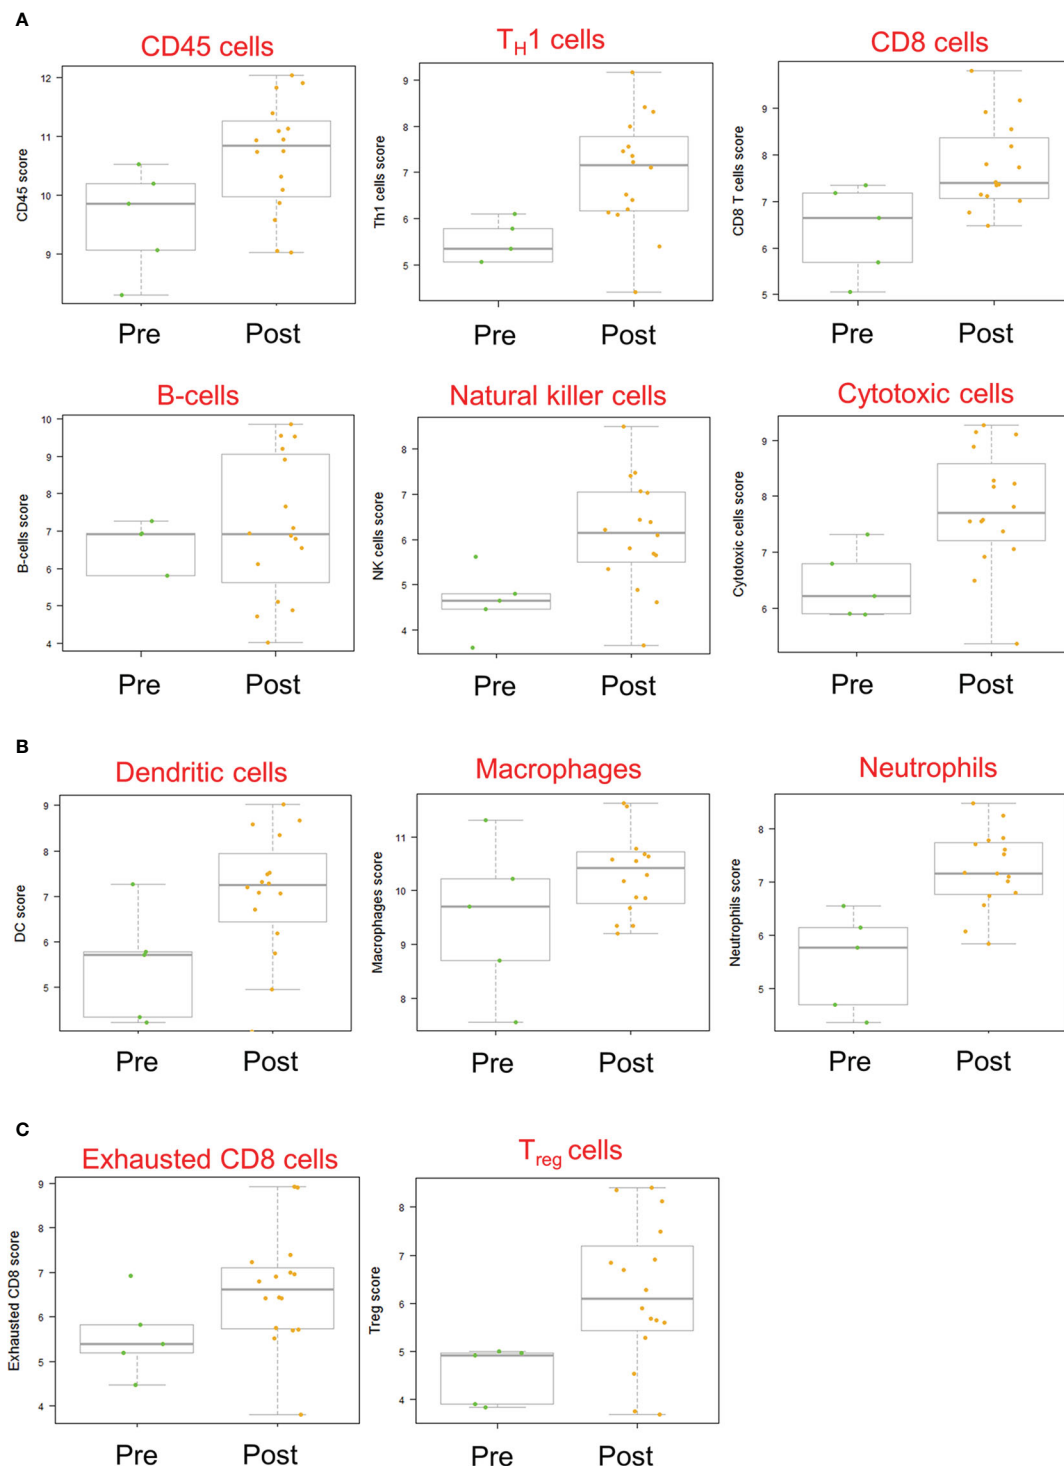 A
CD45 cells
TH1 cells
CD8 cells
CD45 score
12
11
10
9
Pre
Post
Th1 cells score
9
8
7
6
5
Pre
Post
CD8 T cells score
9
8
7
6
5
Pre
Post
B-cells
Natural killer cells
Cytotoxic cells
B-cells score
10
9
8
7
6
5
4
Pre
Post
NK cells score
8
7
6
5
4
Pre
Post
Cytotoxic cells score
9
8
7
6
Pre
Post
B
Dendritic cells
Macrophages
Neutrophils
DC score
9
8
7
6
5
Pre
Post
Macrophages score
11
10
9
8
Pre
Post
Neutrophils score
8
7
6
5
Pre
Post
C
Exhausted CD8 cells
Treg cells
Exhausted CD8 score
9
8
7
6
5
4
Pre
Post
Treg score
8
7
6
5
4
Pre
Post